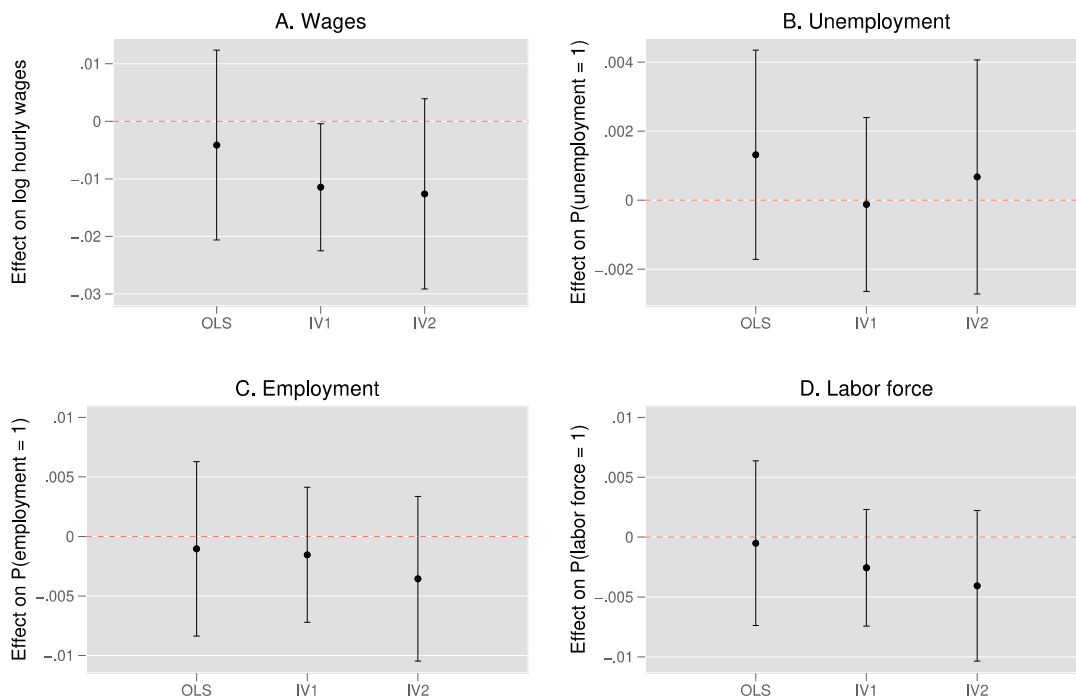 A. Wages
Effect on log hourly wages
.01
0
-.01
-.02
-.03
OLS IV1 IV2
B. Unemployment
Effect on P(unemployment = 1)
.004
.002
0
-.002
OLS IV1 IV2
C. Employment
Effect on P(employment = 1)
.01
.005
0
-.005
-.01
OLS IV1 IV2
D. Labor force
Effect on P(labor force = 1)
.01
.005
0
-.005
-.01
OLS IV1 IV2